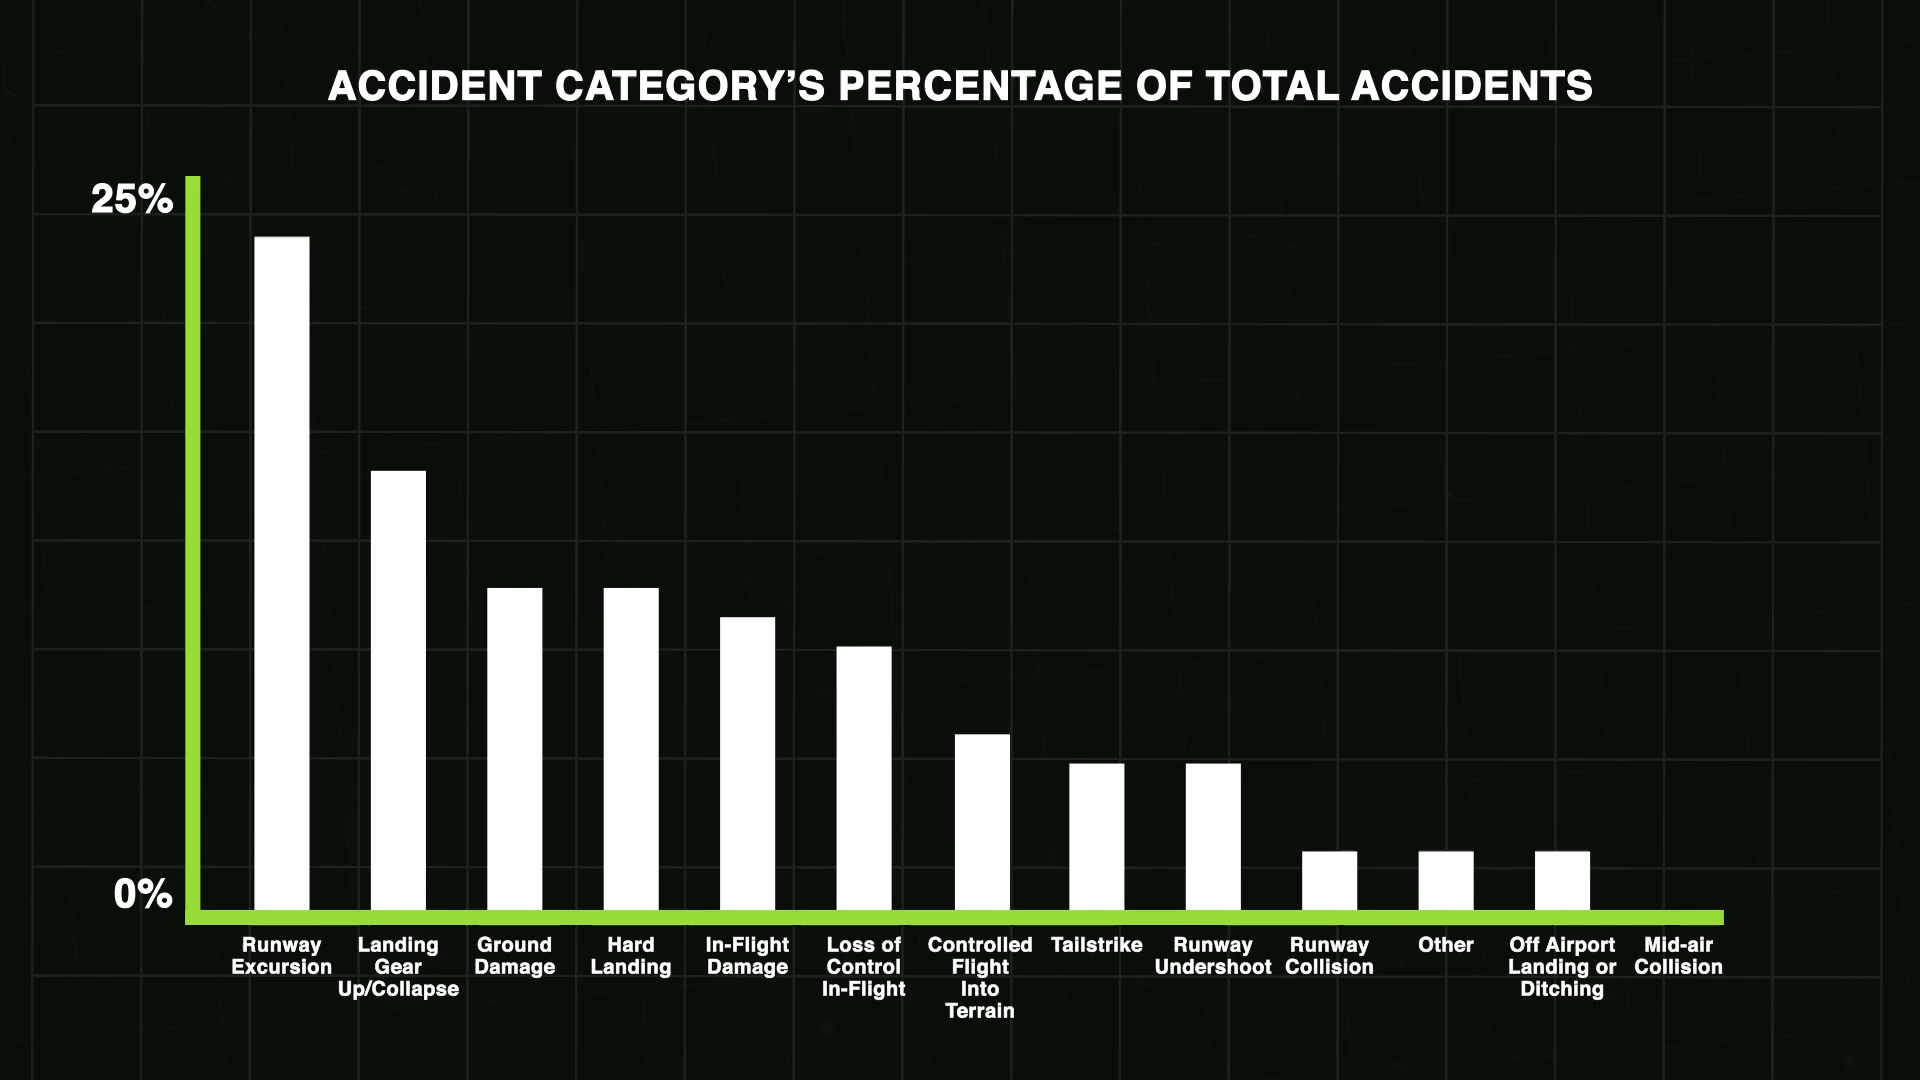 ACCIDENT CATEGORY’S PERCENTAGE OF TOTAL ACCIDENTS
25%
0%
Runway
Excursion
Landing
Gear
Up/Collapse
Ground
Damage
Hard
Landing
In-Flight
Damage
Loss of
Control
In-Flight
Controlled
Flight
Into
Terrain
Tailstrike
Runway
Undershoot
Runway
Collision
Other
Off Airport
Landing or
Ditching
Mid-air
Collision